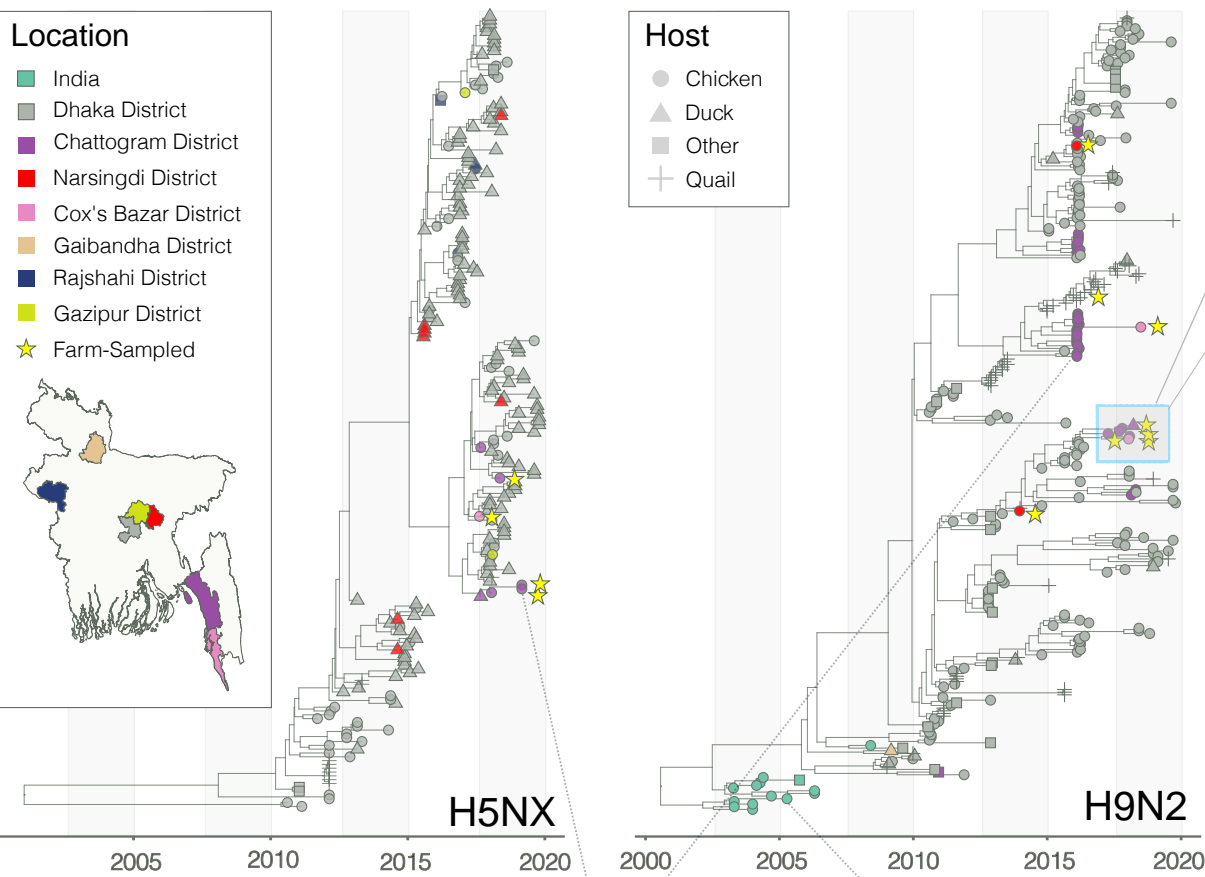 Location
India
Dhaka District
Chattogram District
Narsingdi District
Cox's Bazar District
Gaibandha District
Rajshahi District
Gazipur District
Farm-Sampled
H5NX
2005
2010
2015
2020
Host
Chicken
Duck
Other
Quail
H9N2
2000
2005
2010
2015
2020